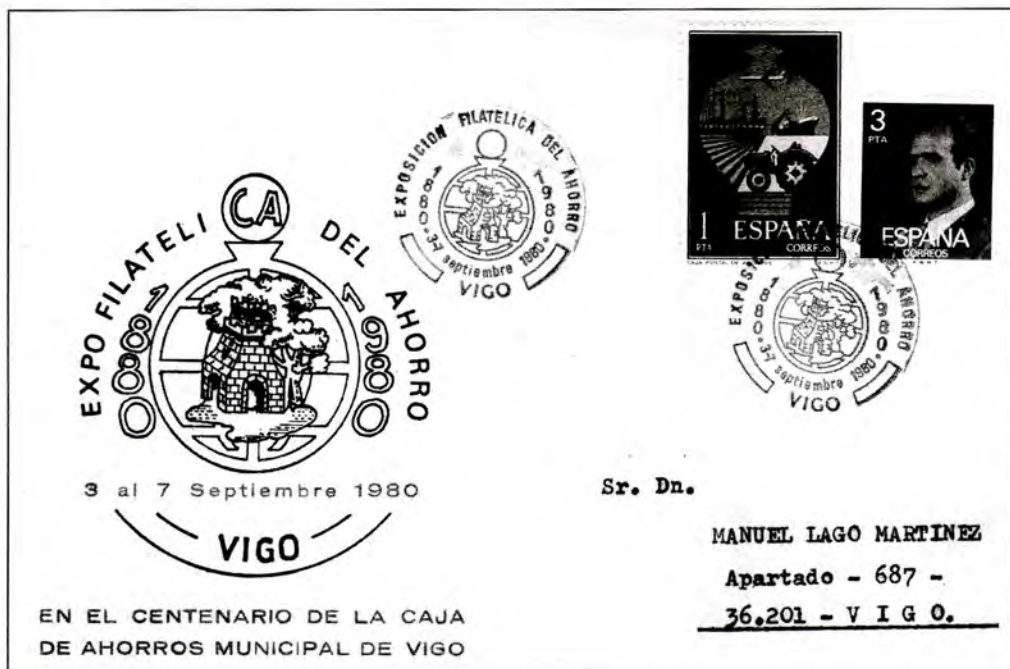 EXPO FILATELICA DEL AHORRO
1880 1980
3 al 7 Septiembre 1980
VIGO
EN EL CENTENARIO DE LA CAJA
DE AHORROS MUNICIPAL DE VIGO
EXPOSICION FILATELICA DEL AHORRO
1880 1980
3-7 septiembre 1980
VIGO
1
PTA
ESPAÑA
CORREOS
3
PTA
ESPAÑA
CORREOS
EXPOSICION DEL AHORRO
1880 1980
3-7 septiembre 1980
VIGO
Sr. Dn.
MANUEL LAGO MARTINEZ
Apartado - 687 -
36.201 - V I G O.